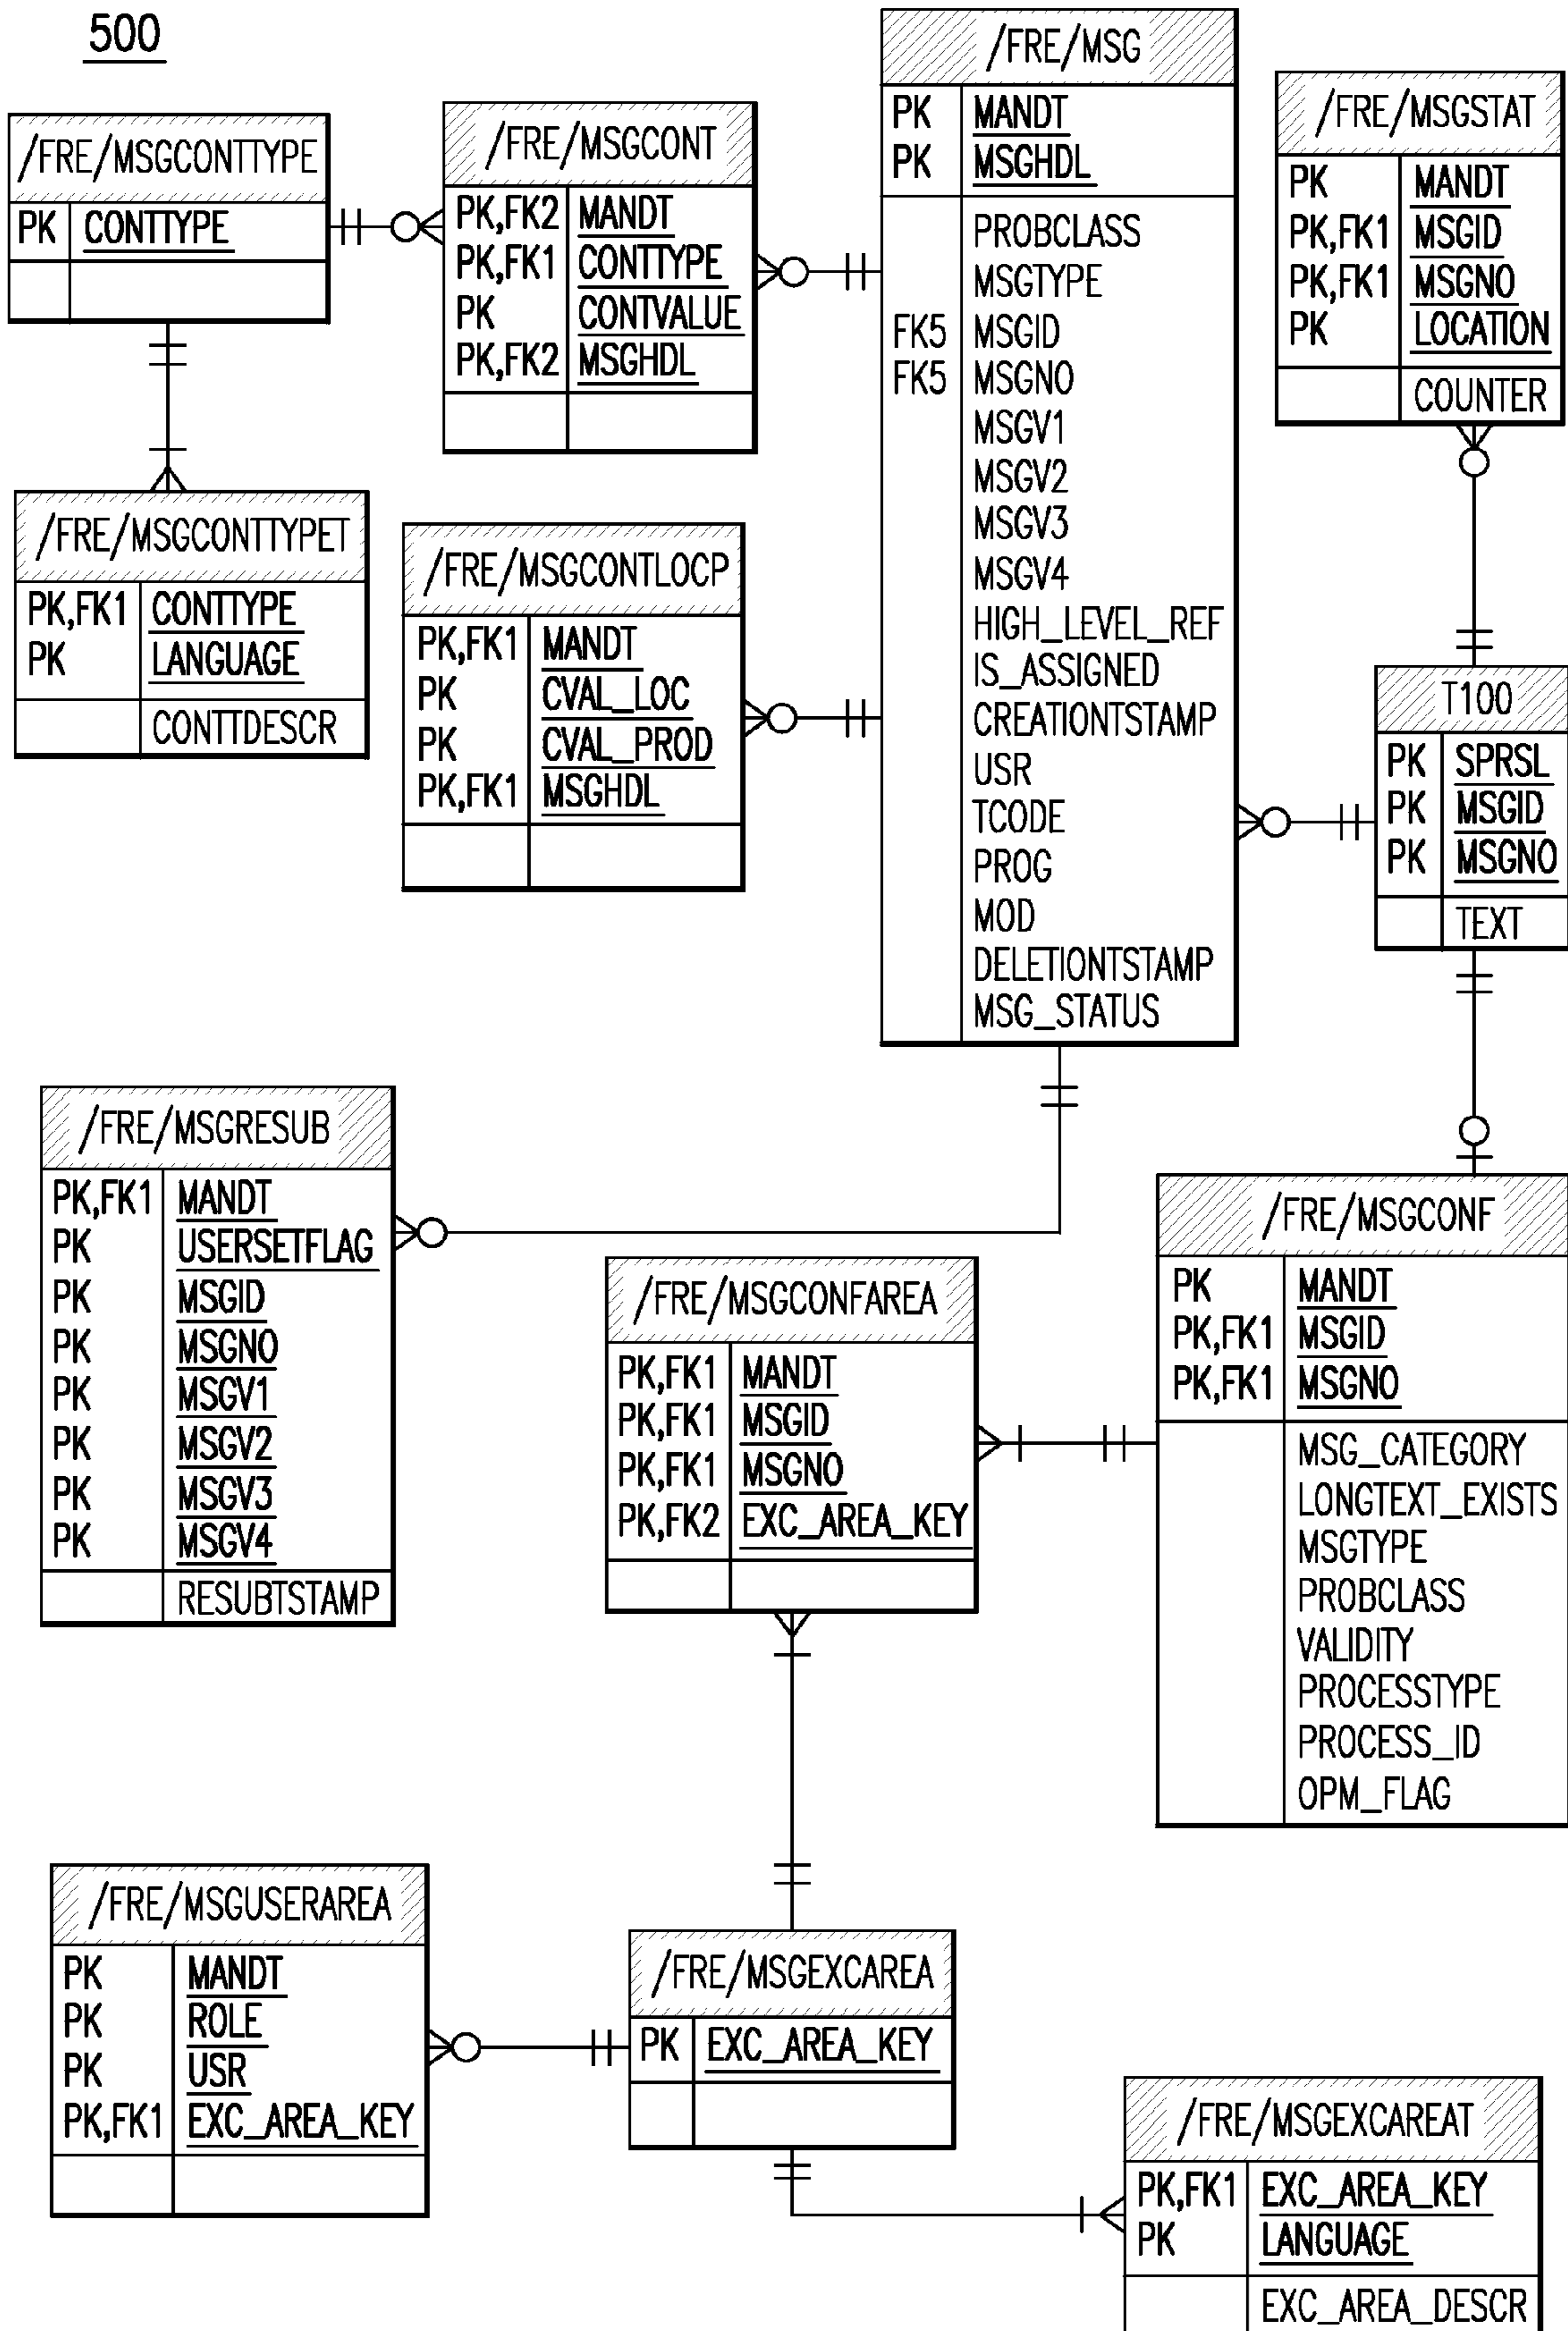 500
/FRE/MSGCONTTYPE
PK CONTTYPE
/FRE/MSGCONT
PK,FK2 MANDT
PK,FK1 CONTTYPE
PK CONTVALUE
PK,FK2 MSGHDL
/FRE/MSG
PK MANDT
PK MSGHDL
PROBCLASS
MSGTYPE
FK5 MSGID
FK5 MSGNO
MSGV1
MSGV2
MSGV3
MSGV4
HIGH_LEVEL_REF
IS_ASSIGNED
CREATIONTSTAMP
USR
TCODE
PROG
MOD
DELETIONTSTAMP
MSG_STATUS
/FRE/MSGSTAT
PK MANDT
PK,FK1 MSGID
PK,FK1 MSGNO
PK LOCATION
COUNTER
/FRE/MSGCONTTYPET
PK,FK1 CONTTYPE
PK LANGUAGE
CONTTDESCR
/FRE/MSGCONTLOCP
PK,FK1 MANDT
PK CVAL_LOC
PK CVAL_PROD
PK,FK1 MSGHDL
T100
PK SPRSL
PK MSGID
PK MSGNO
TEXT
/FRE/MSGRESUB
PK,FK1 MANDT
PK USERSETFLAG
PK MSGID
PK MSGNO
PK MSGV1
PK MSGV2
PK MSGV3
PK MSGV4
RESUBTSTAMP
/FRE/MSGCONFAREA
PK,FK1 MANDT
PK,FK1 MSGID
PK,FK1 MSGNO
PK,FK2 EXC_AREA_KEY
/FRE/MSGCONF
PK MANDT
PK,FK1 MSGID
PK,FK1 MSGNO
MSG_CATEGORY
LONGTEXT_EXISTS
MSGTYPE
PROBCLASS
VALIDITY
PROCESSTYPE
PROCESS_ID
OPM_FLAG
/FRE/MSGUSERAREA
PK MANDT
PK ROLE
PK USR
PK,FK1 EXC_AREA_KEY
/FRE/MSGEXCAREA
PK EXC_AREA_KEY
/FRE/MSGEXCAREAT
PK,FK1 EXC_AREA_KEY
PK LANGUAGE
EXC_AREA_DESCR